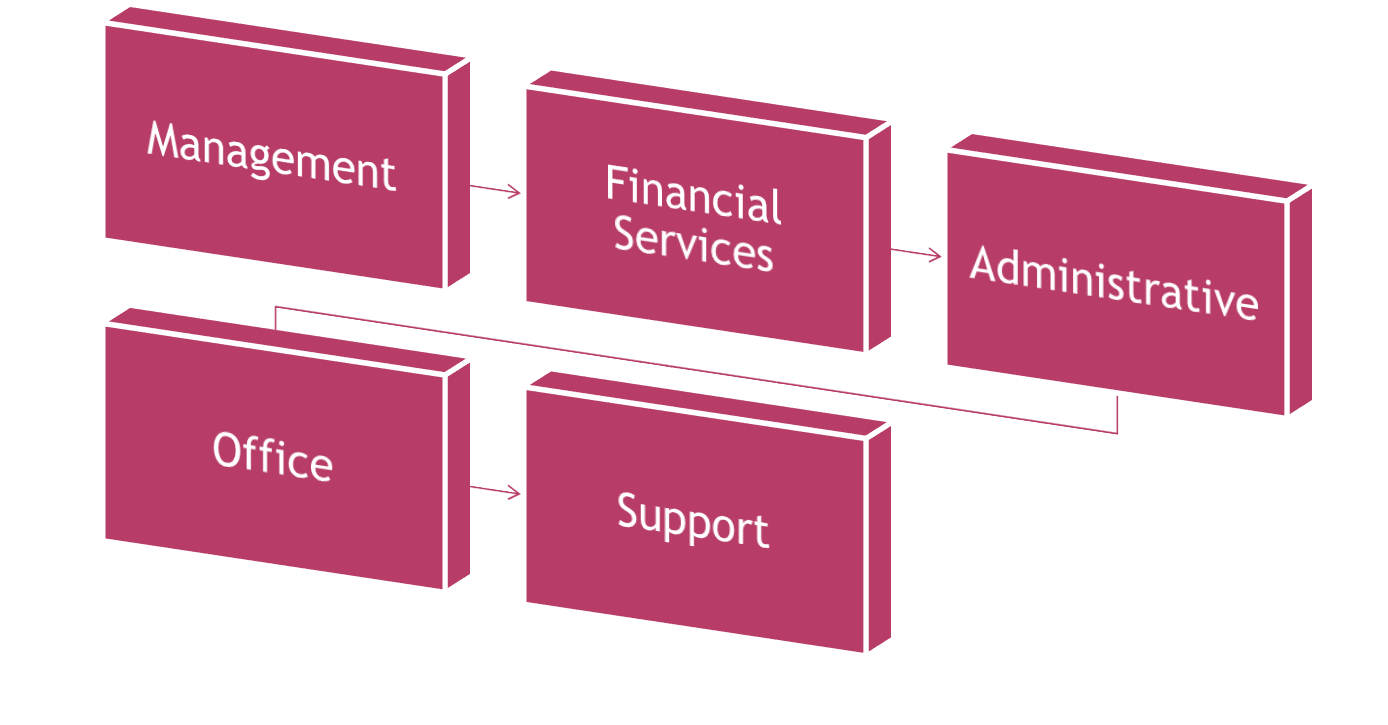 Management
Financial
Services
Administrative
Office
Support